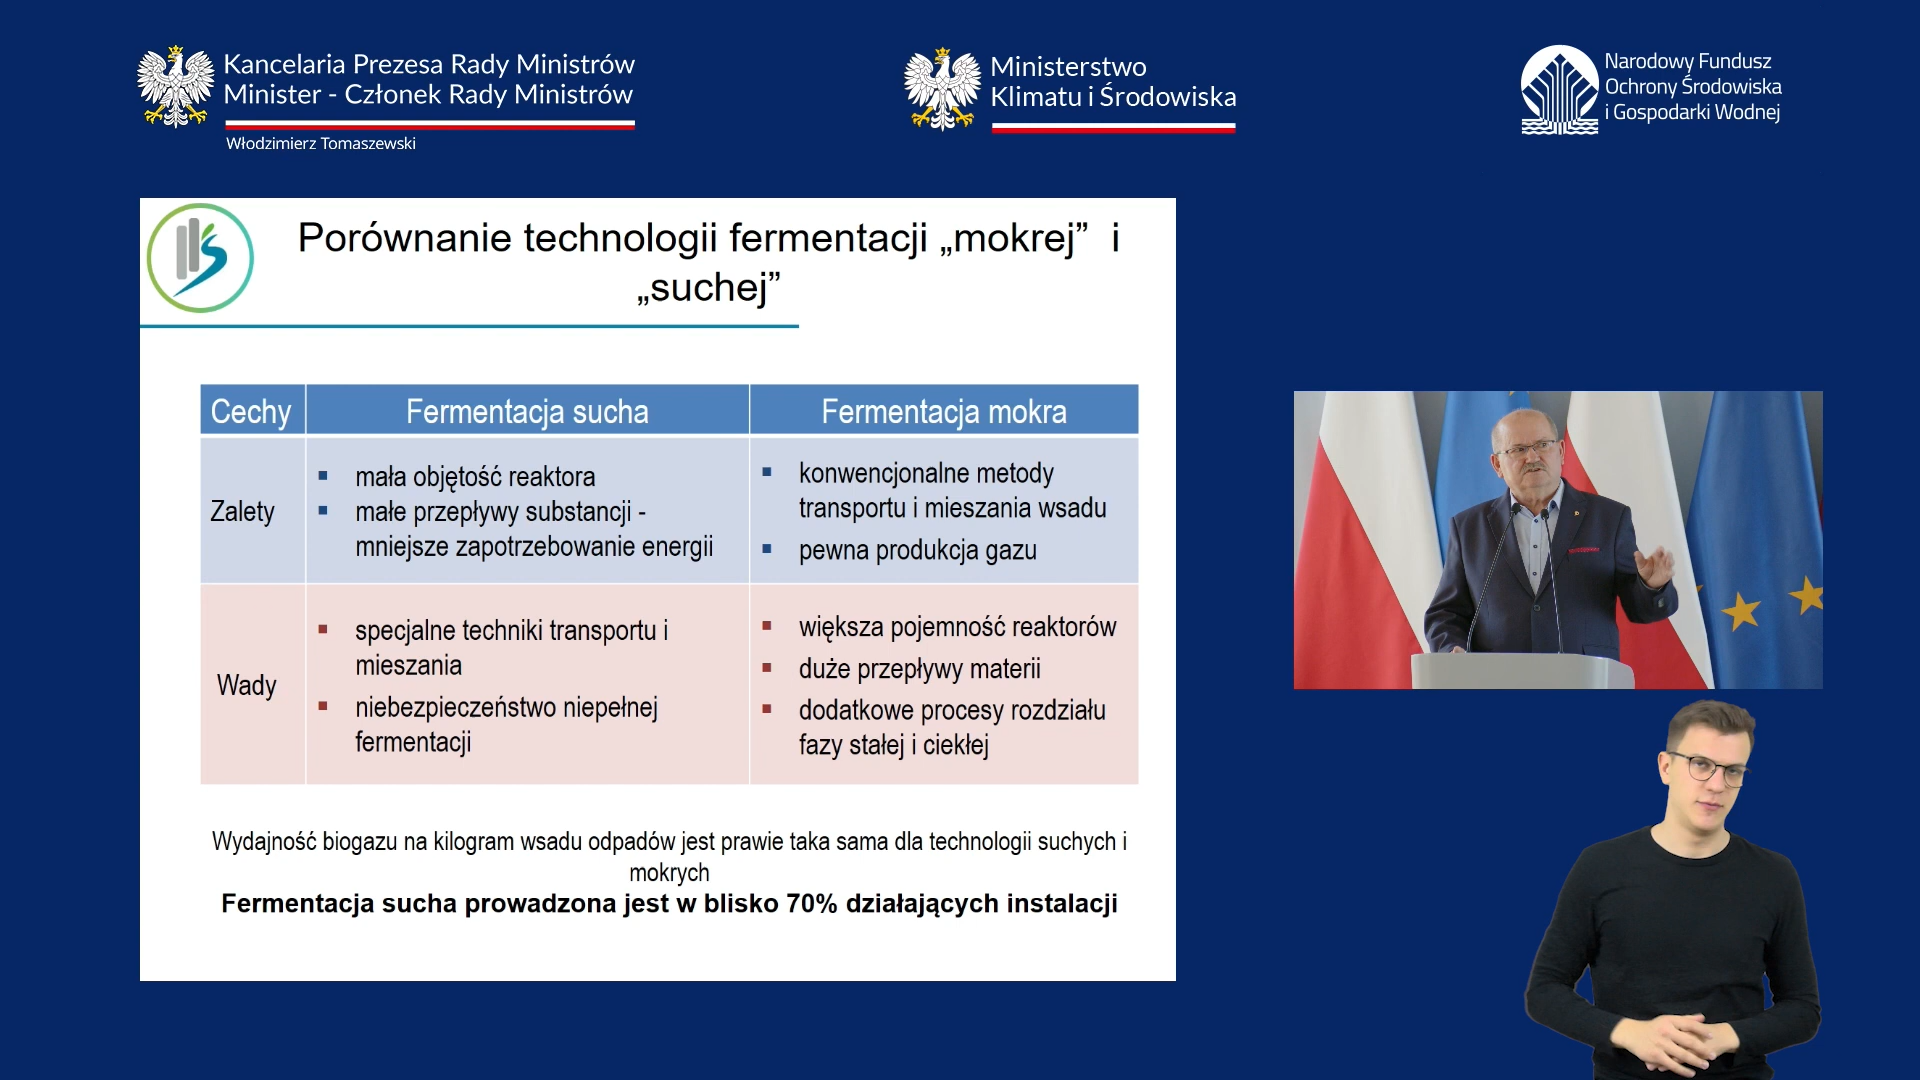 Kancelaria Prezesa Rady Ministrów
Minister - Członek Rady Ministrów
Włodzimierz Tomaszewski
Ministerstwo
Klimatu i Środowiska
Narodowy Fundusz
Ochrony Środowiska
i Gospodarki Wodnej
Porównanie technologii fermentacji „mokrej” i
„suchej”
Cechy
Fermentacja sucha
Fermentacja mokra
Zalety
mała objętość reaktora
małe przepływy substancji -
mniejsze zapotrzebowanie energii
konwencjonalne metody
transportu i mieszania wsadu
pewna produkcja gazu
Wady
specjalne techniki transportu i
mieszania
niebezpieczeństwo niepełnej
fermentacji
większa pojemność reaktorów
duże przepływy materii
dodatkowe procesy rozdziału
fazy stałej i ciekłej
Wydajność biogazu na kilogram wsadu odpadów jest prawie taka sama dla technologii suchych i
mokrych
Fermentacja sucha prowadzona jest w blisko 70% działających instalacji